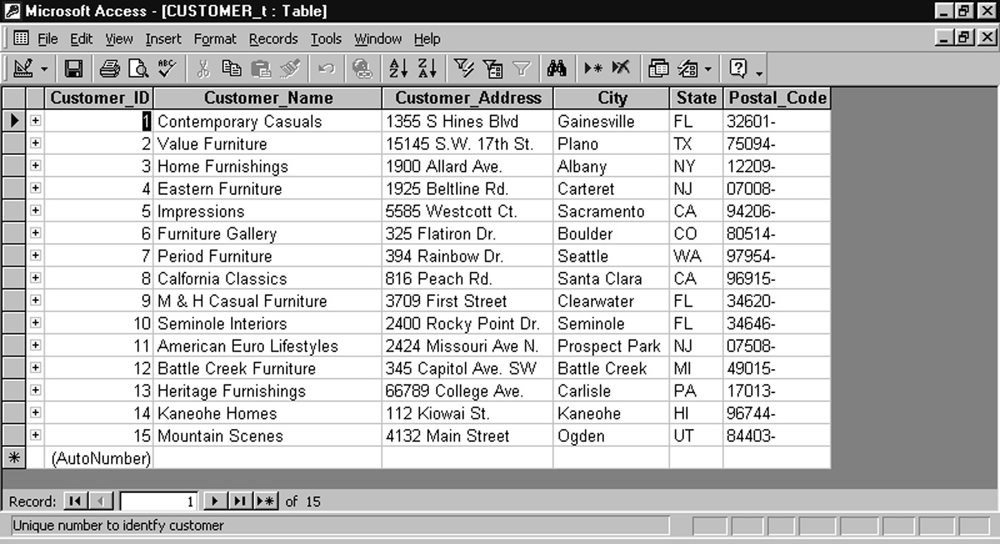 Microsoft Access - [CUSTOMER_t : Table]
File Edit View Insert Format Records Tools Window Help
Customer_ID Customer_Name Customer_Address City State Postal_Code
1 Contemporary Casuals 1355 S Hines Blvd Gainesville FL 32601-
2 Value Furniture 15145 S.W. 17th St. Plano TX 75094-
3 Home Furnishings 1900 Allard Ave. Albany NY 12209-
4 Eastern Furniture 1925 Beltline Rd. Carteret NJ 07008-
5 Impressions 5585 Westcott Ct. Sacramento CA 94206-
6 Furniture Gallery 325 Flatiron Dr. Boulder CO 80514-
7 Period Furniture 394 Rainbow Dr. Seattle WA 97954-
8 Calfornia Classics 816 Peach Rd. Santa Clara CA 96915-
9 M & H Casual Furniture 3709 First Street Clearwater FL 34620-
10 Seminole Interiors 2400 Rocky Point Dr. Seminole FL 34646-
11 American Euro Lifestyles 2424 Missouri Ave N. Prospect Park NJ 07508-
12 Battle Creek Furniture 345 Capitol Ave. SW Battle Creek MI 49015-
13 Heritage Furnishings 66789 College Ave. Carlisle PA 17013-
14 Kaneohe Homes 112 Kiowai St. Kaneohe HI 96744-
15 Mountain Scenes 4132 Main Street Ogden UT 84403-
(AutoNumber)
Record: 1 of 15
Unique number to identfy customer